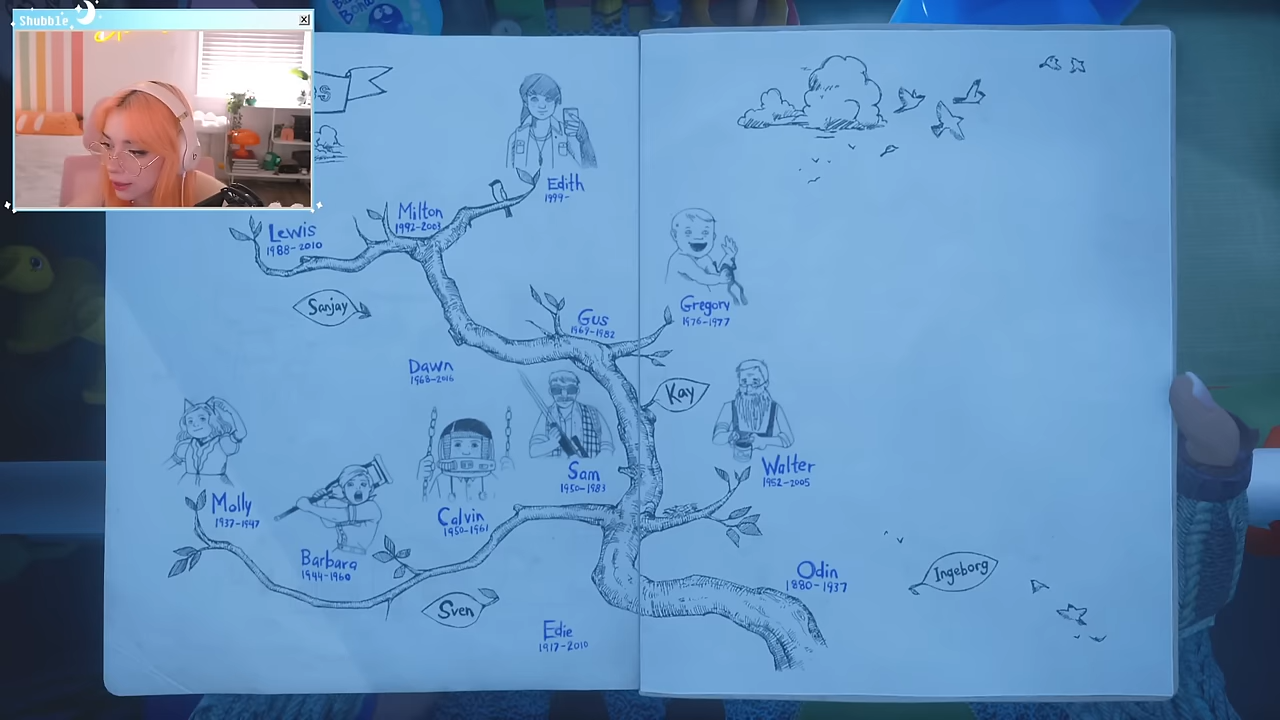 Shubble
Edith
1999-
Milton
1992-2003
Lewis
1988-2010
Sanjay
Gus
1969-1982
Gregory
1976-1977
Dawn
1968-2016
Kay
Sam
1950-1983
Walter
1952-2005
Molly
1937-1947
Calvin
1950-1961
Barbara
1944-1960
Sven
Edie
1917-2010
Odin
1880-1937
Ingeborg